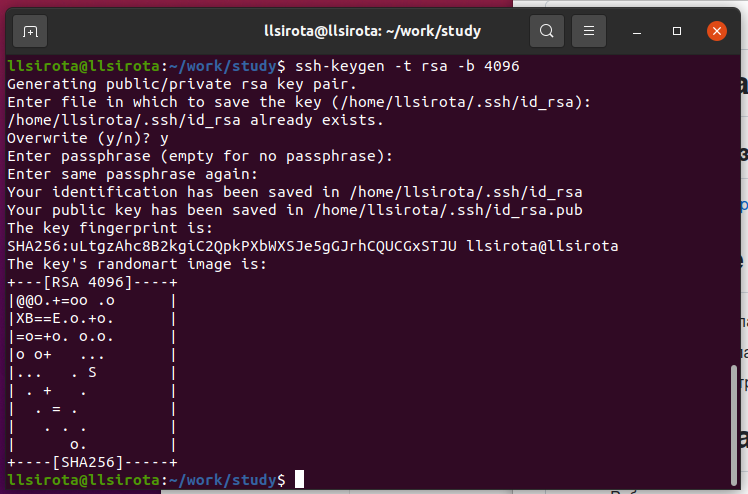 llsirota@llsirota: ~/work/study
llsirota@llsirota:~/work/study$ ssh-keygen -t rsa -b 4096
Generating public/private rsa key pair.
Enter file in which to save the key (/home/llsirota/.ssh/id_rsa):
/home/llsirota/.ssh/id_rsa already exists.
Overwrite (y/n)? y
Enter passphrase (empty for no passphrase):
Enter same passphrase again:
Your identification has been saved in /home/llsirota/.ssh/id_rsa
Your public key has been saved in /home/llsirota/.ssh/id_rsa.pub
The key fingerprint is:
SHA256:uLtgzAhc8B2kgiC2QpkPXbWXSJe5gGJrhCQUCGxSTJU llsirota@llsirota
The key's randomart image is:
+---[RSA 4096]----+
|@@O.+=oo .o      |
|XB==E.o.+o.      |
|=o=+o. o.o.      |
|o o+   ...       |
|...   . S        |
| . +   .         |
|  . = .          |
|   . . .         |
|      o.         |
+----[SHA256]-----+
llsirota@llsirota:~/work/study$